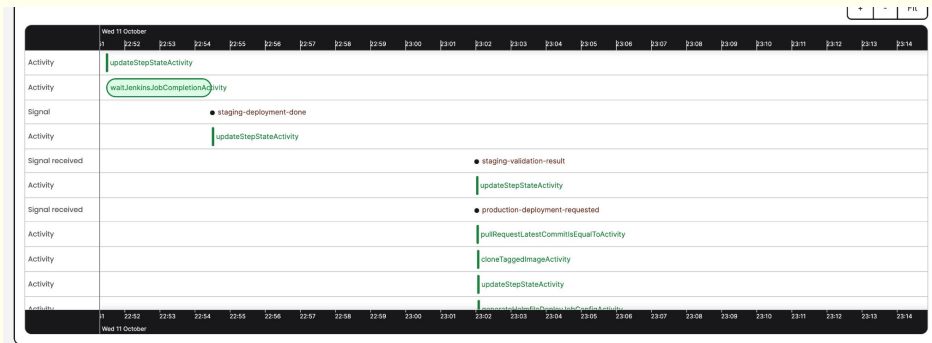 + - Fit
Wed 11 October
51 22:52 22:53 22:54 22:55 22:56 22:57 22:58 22:59 23:00 23:01 23:02 23:03 23:04 23:05 23:06 23:07 23:08 23:09 23:10 23:11 23:12 23:13 23:14
Activity updateStepStateActivity
Activity waitJenkinsJobCompletionActivity
Signal staging-deployment-done
Activity updateStepStateActivity
Signal received staging-validation-result
Activity updateStepStateActivity
Signal received production-deployment-requested
Activity pullRequestLatestCommitIsEqualToActivity
Activity cloneTaggedImageActivity
Activity updateStepStateActivity
Activity generateHelmfileDeployJobConfigActivity
51 22:52 22:53 22:54 22:55 22:56 22:57 22:58 22:59 23:00 23:01 23:02 23:03 23:04 23:05 23:06 23:07 23:08 23:09 23:10 23:11 23:12 23:13 23:14
Wed 11 October